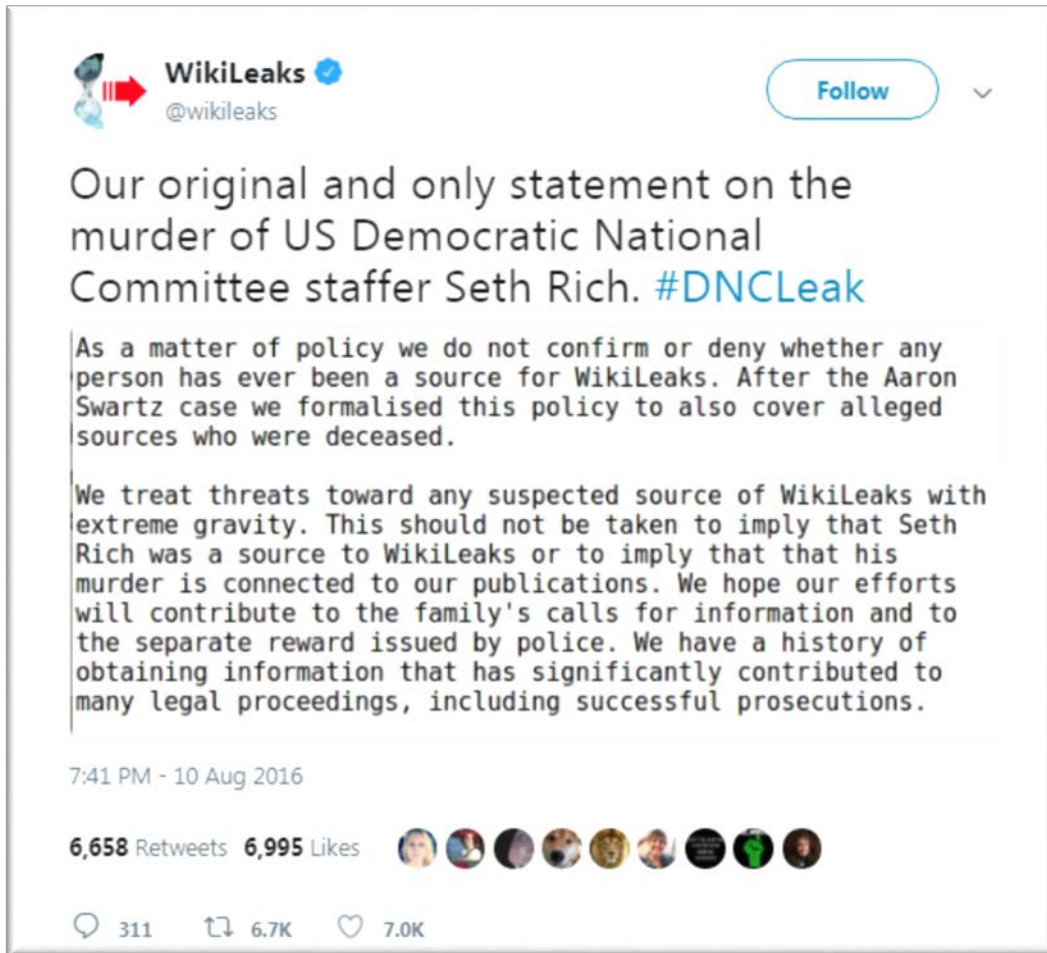 WikiLeaks
@wikileaks
Follow
Our original and only statement on the
murder of US Democratic National
Committee staffer Seth Rich. #DNCLeak
As a matter of policy we do not confirm or deny whether any
person has ever been a source for WikiLeaks. After the Aaron
Swartz case we formalised this policy to also cover alleged
sources who were deceased.
We treat threats toward any suspected source of WikiLeaks with
extreme gravity. This should not be taken to imply that Seth
Rich was a source to WikiLeaks or to imply that that his
murder is connected to our publications. We hope our efforts
will contribute to the family's calls for information and to
the separate reward issued by police. We have a history of
obtaining information that has significantly contributed to
many legal proceedings, including successful prosecutions.
7:41 PM - 10 Aug 2016
6,658 Retweets 6,995 Likes
311 6.7K 7.0K